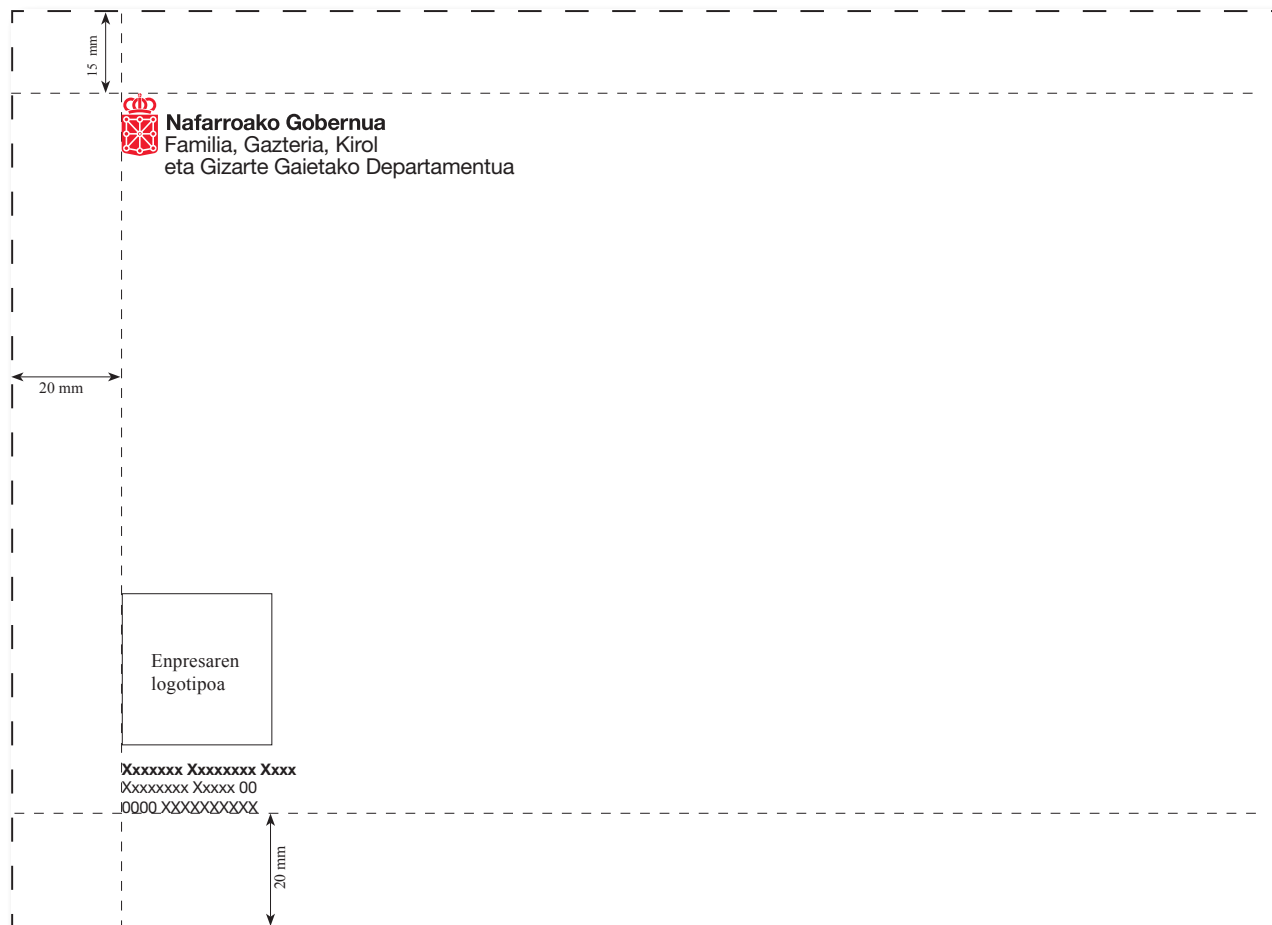 15 mm
Nafarroako Gobernua
Familia, Gazteria, Kirol
eta Gizarte Gaietako Departamentua
20 mm
Enpresaren
logotipoa
Xxxxxxx Xxxxxxxx Xxxx
Xxxxxxxx Xxxxx 00
0000 XXXXXXXXXX
20 mm